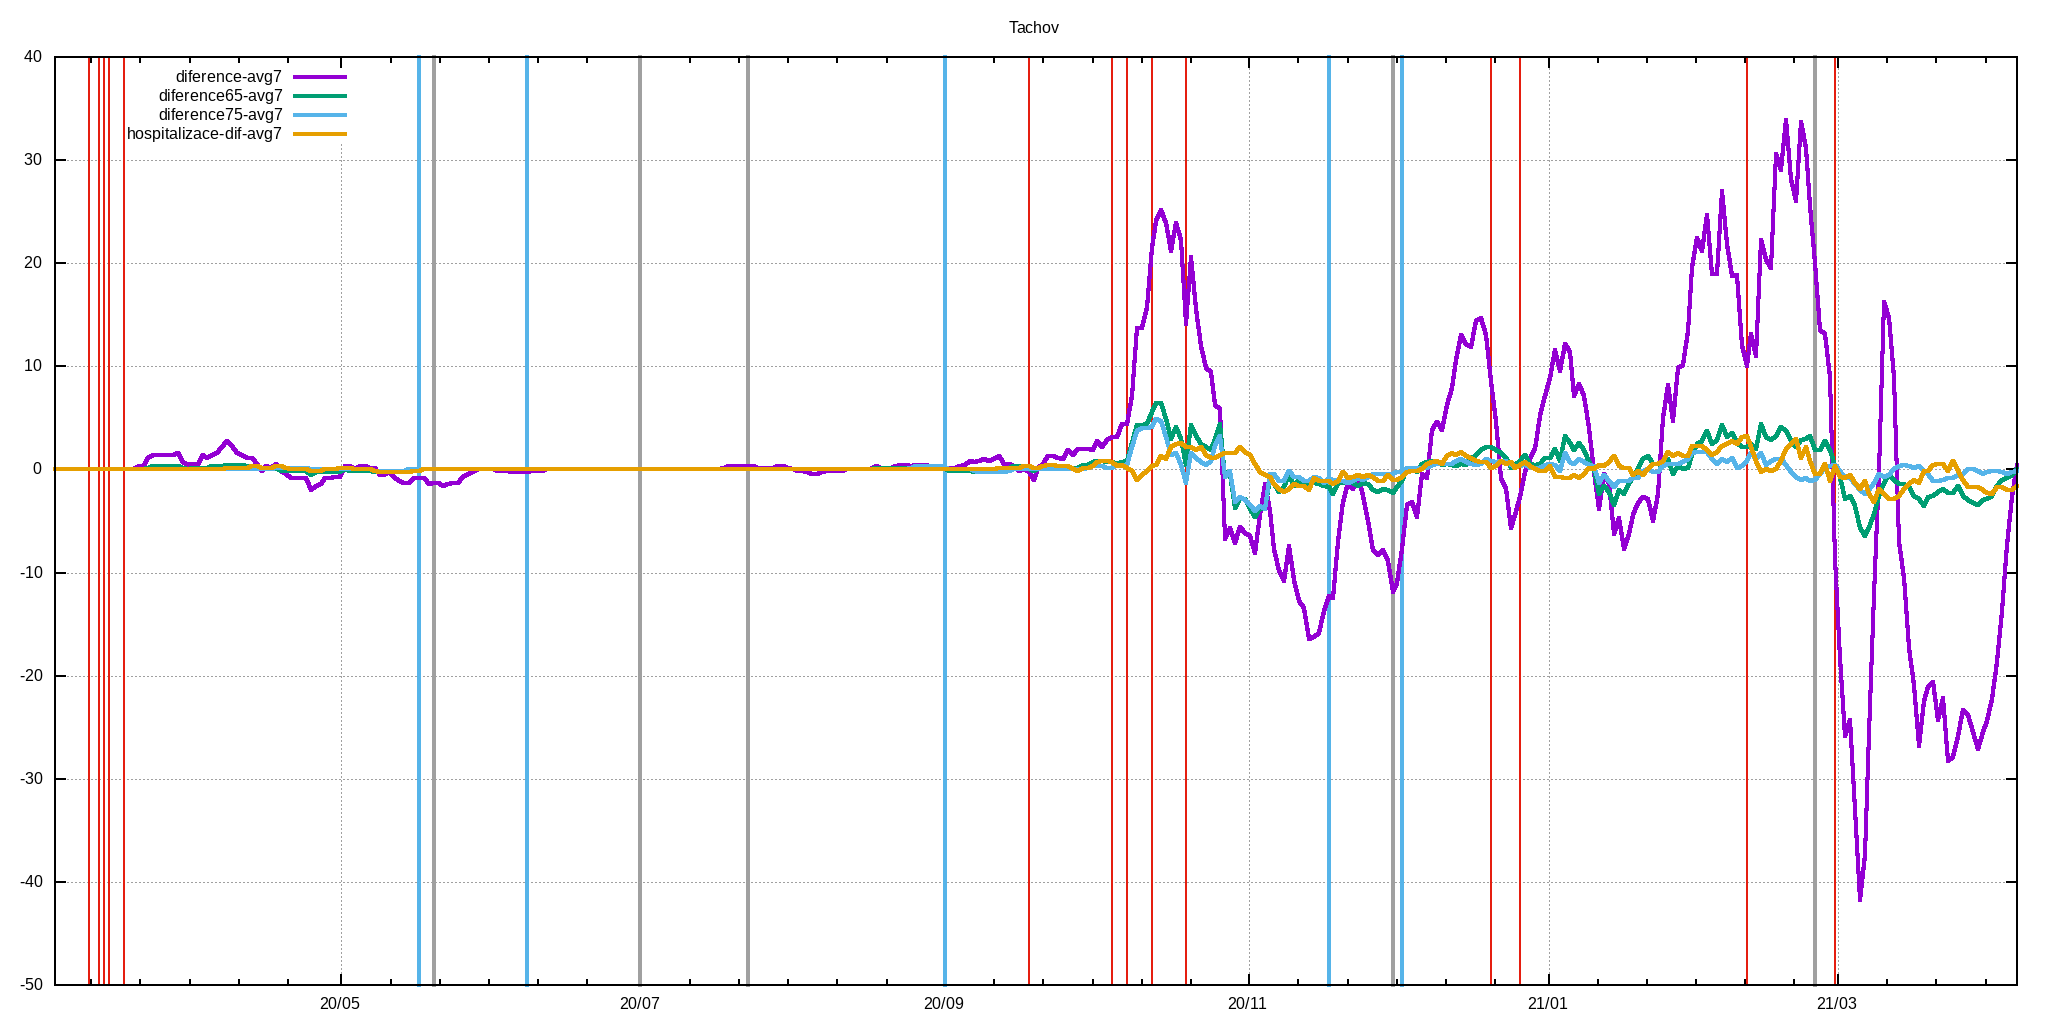 Tachov
40
30
20
10
0
-10
-20
-30
-40
-50
diference-avg7
diference65-avg7
diference75-avg7
hospitalizace-dif-avg7
20/05 20/07 20/09 20/11 21/01 21/03